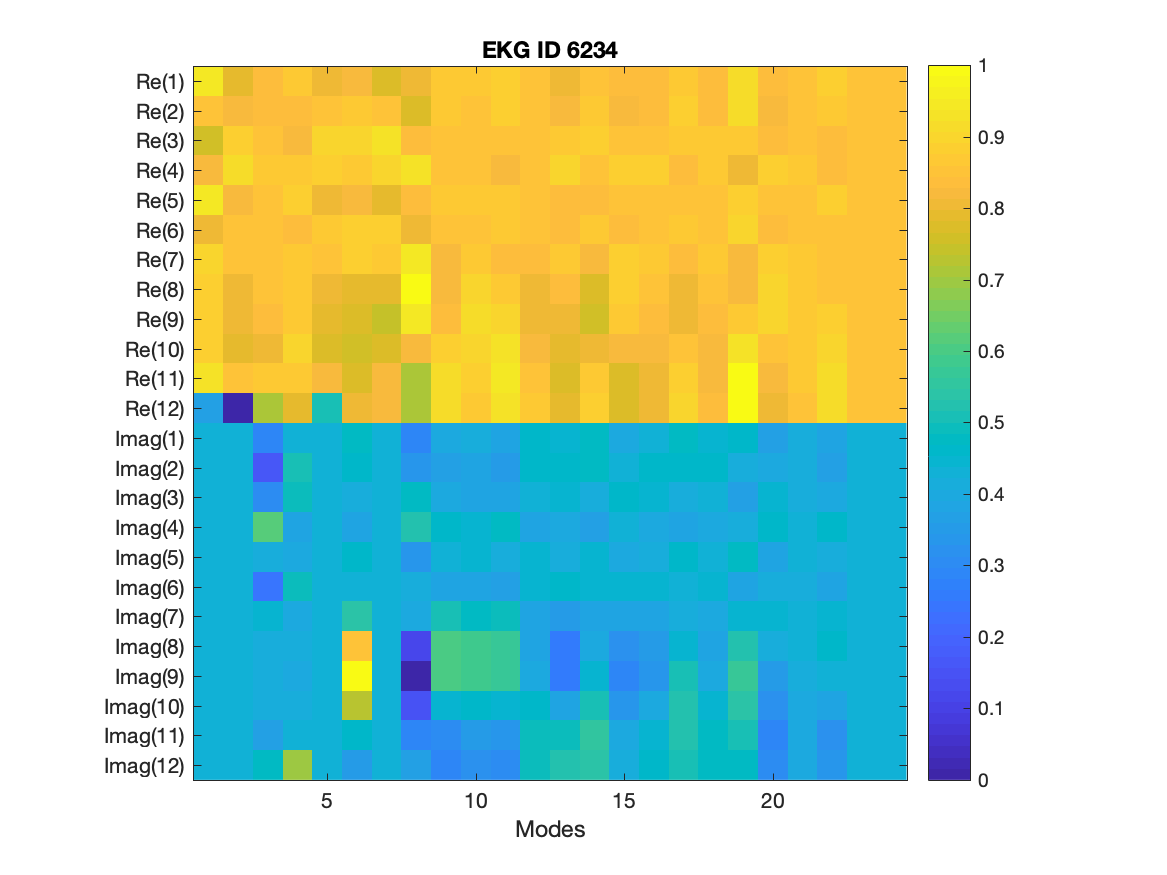 EKG ID 6234
Re(1)
Re(2)
Re(3)
Re(4)
Re(5)
Re(6)
Re(7)
Re(8)
Re(9)
Re(10)
Re(11)
Re(12)
Imag(1)
Imag(2)
Imag(3)
Imag(4)
Imag(5)
Imag(6)
Imag(7)
Imag(8)
Imag(9)
Imag(10)
Imag(11)
Imag(12)
5 10 15 20
Modes
1
0.9
0.8
0.7
0.6
0.5
0.4
0.3
0.2
0.1
0